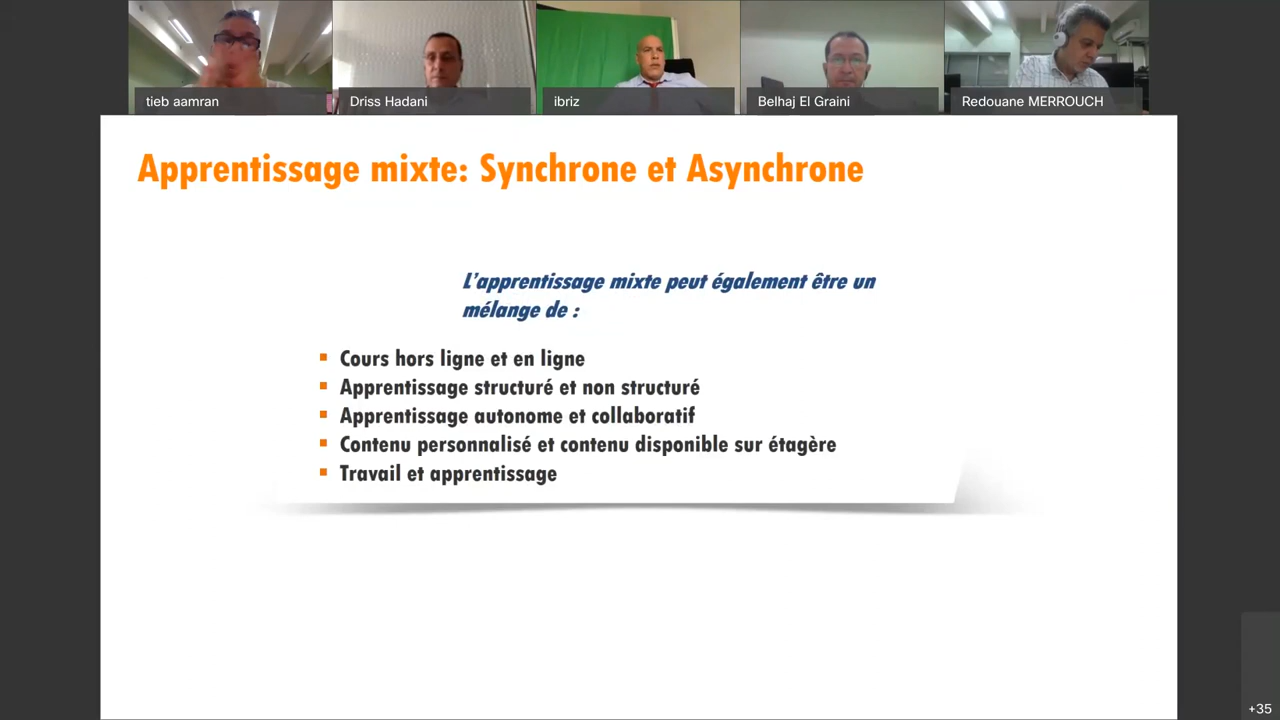 tieb aamran
Driss Hadani
ibriz
Belhaj El Graini
Redouane MERROUCH
Apprentissage mixte: Synchrone et Asynchrone
L'apprentissage mixte peut également être un
mélange de :
▪ Cours hors ligne et en ligne
▪ Apprentissage structuré et non structuré
▪ Apprentissage autonome et collaboratif
▪ Contenu personnalisé et contenu disponible sur étagère
▪ Travail et apprentissage
+35